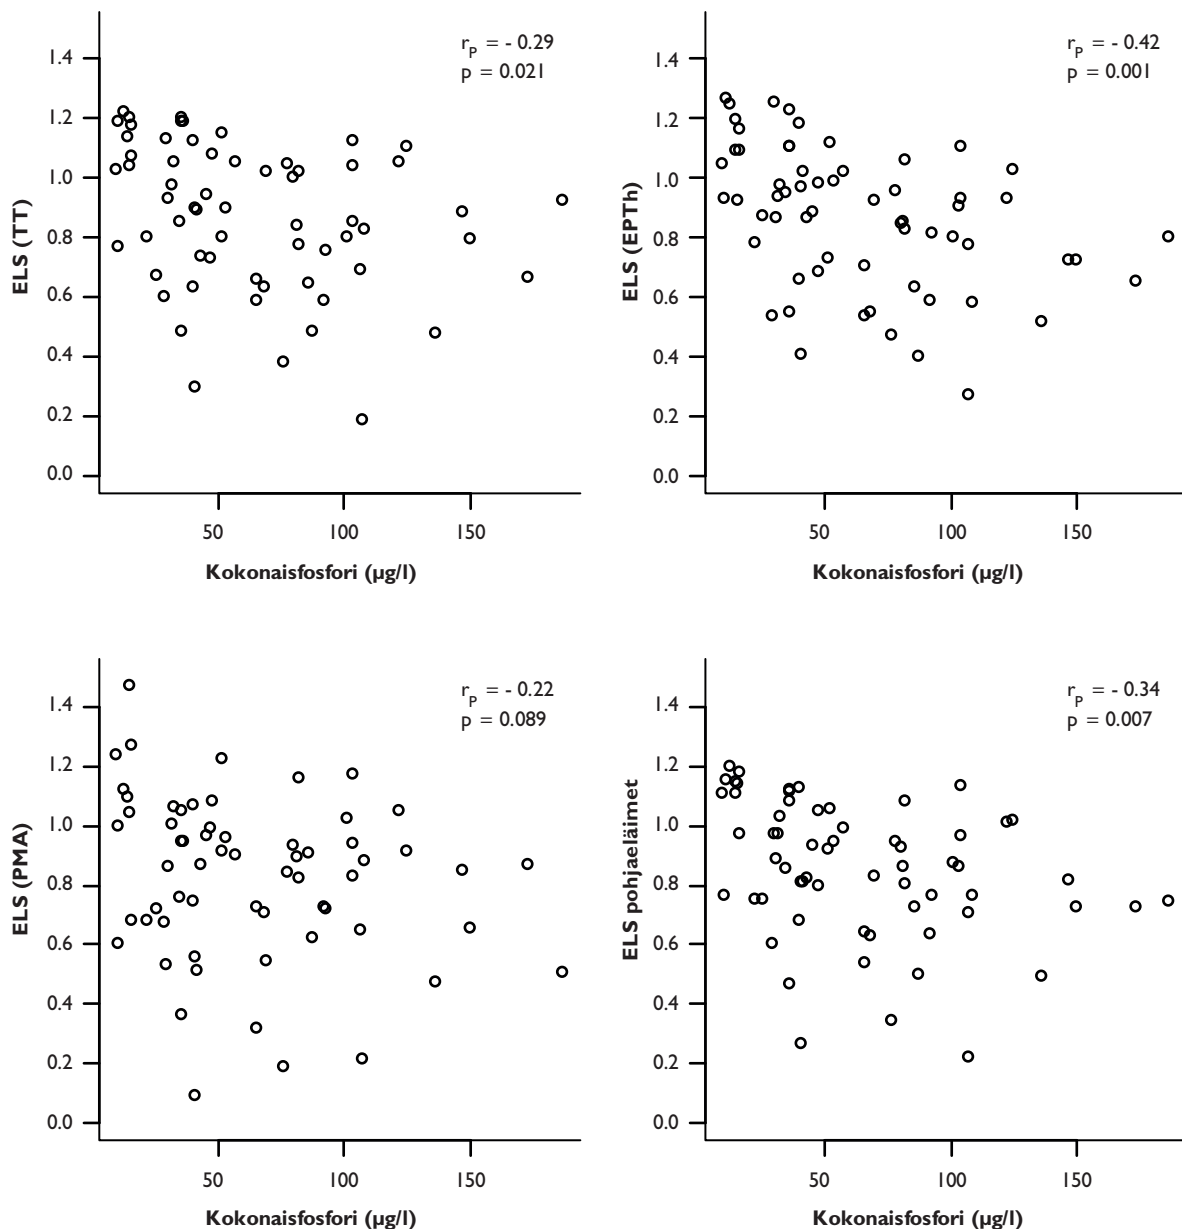 r_P = - 0.29
p = 0.021
1.4
1.2
1.0
0.8
0.6
0.4
0.2
0.0
ELS (TT)
50 100 150
Kokonaisfosfori (µg/l)
r_P = - 0.42
p = 0.001
1.4
1.2
1.0
0.8
0.6
0.4
0.2
0.0
ELS (EPTh)
50 100 150
Kokonaisfosfori (µg/l)
r_P = - 0.22
p = 0.089
1.4
1.2
1.0
0.8
0.6
0.4
0.2
0.0
ELS (PMA)
50 100 150
Kokonaisfosfori (µg/l)
r_P = - 0.34
p = 0.007
1.4
1.2
1.0
0.8
0.6
0.4
0.2
0.0
ELS pohjaeläimet
50 100 150
Kokonaisfosfori (µg/l)